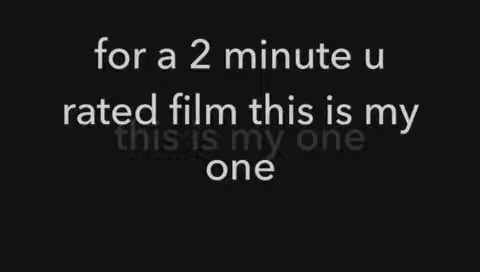 for a 2 minute u
rated film this is my
this is my one
one